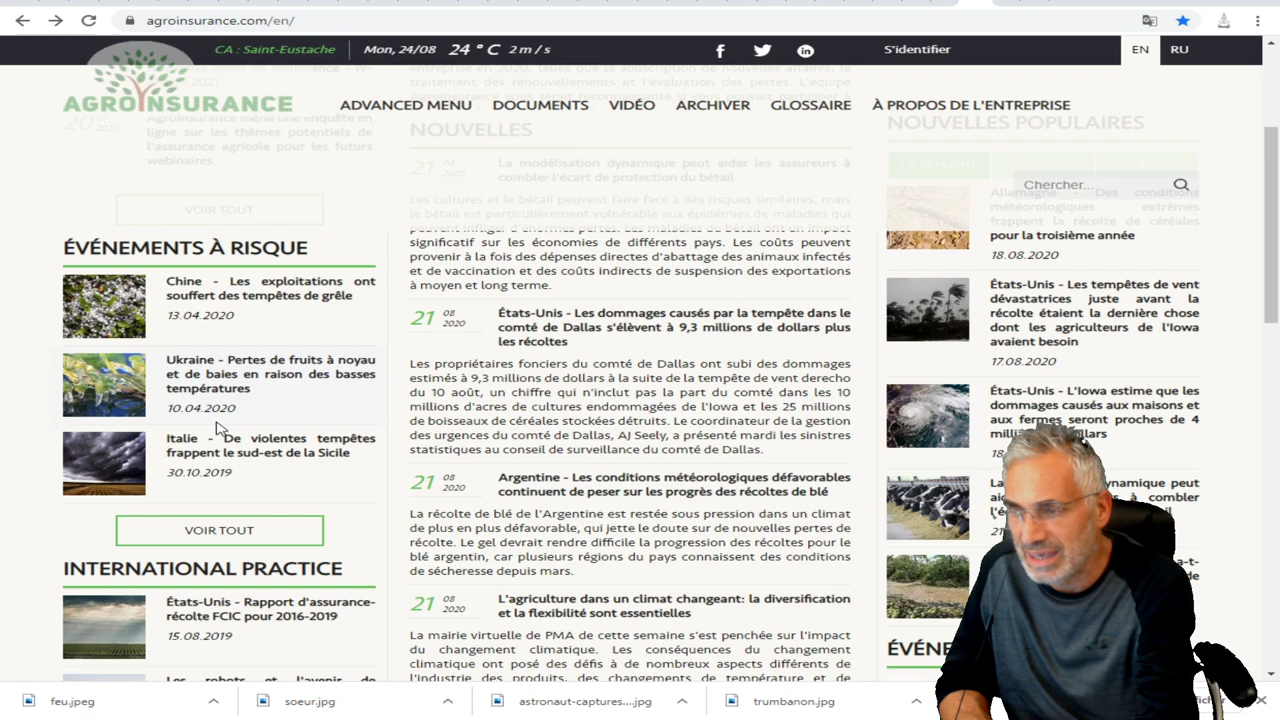 agroinsurance.com/en/
CA : Saint-Eustache
Mon, 24/08
24 ° C
2 m / s
S'identifier
EN
RU
AGROINSURANCE
ADVANCED MENU
DOCUMENTS
VIDÉO
ARCHIVER
GLOSSAIRE
À PROPOS DE L'ENTREPRISE
Chercher...
20
2020
Agroinsurance mène une enquête en
ligne sur les thèmes potentiels de
l'assurance agricole pour les futurs
webinaires
VOIR TOUT
ÉVÉNEMENTS À RISQUE
Chine - Les exploitations ont
souffert des tempêtes de grêle
13.04.2020
Ukraine - Pertes de fruits à noyau
et de baies en raison des basses
températures
10.04.2020
Italie - De violentes tempêtes
frappent le sud-est de la Sicile
30.10.2019
VOIR TOUT
INTERNATIONAL PRACTICE
États-Unis - Rapport d'assurance-
récolte FCIC pour 2016-2019
15.08.2019
Les robots et l'avenir de
entreprise en 2020, telles que la souscription de nouvelles affaires, le
traitement des renouvellements et l'évaluation des pertes. L'équipe
NOUVELLES
21
08
2020
La modélisation dynamique peut aider les assureurs à
combler l'écart de protection du bétail
Les cultures et le bétail peuvent faire face à des risques similaires, mais
le bétail est particulièrement vulnérable aux épidémies de maladies qui
peuvent infliger d'énormes pertes. Les maladies du bétail ont un impact
significatif sur les économies de différents pays. Les coûts peuvent
provenir à la fois des dépenses directes d'abattage des animaux infectés
et de vaccination et des coûts indirects de suspension des exportations
à moyen et long terme.
21
08
2020
États-Unis - Les dommages causés par la tempête dans le
comté de Dallas s'élèvent à 9,3 millions de dollars plus
les récoltes
Les propriétaires fonciers du comté de Dallas ont subi des dommages
estimés à 9,3 millions de dollars à la suite de la tempête de vent derecho
du 10 août, un chiffre qui n'inclut pas la part du comté dans les 10
millions d'acres de cultures endommagées de l'Iowa et les 25 millions
de boisseaux de céréales stockées détruits. Le coordinateur de la gestion
des urgences du comté de Dallas, AJ Seely, a présenté mardi les sinistres
statistiques au conseil de surveillance du comté de Dallas.
21
08
2020
Argentine - Les conditions météorologiques défavorables
continuent de peser sur les progrès des récoltes de blé
La récolte de blé de l'Argentine est restée sous pression dans un climat
de plus en plus défavorable, qui jette le doute sur de nouvelles pertes de
récolte. Le gel devrait rendre difficile la progression des récoltes pour le
blé argentin, car plusieurs régions du pays connaissent des conditions
de sécheresse depuis mars.
21
08
2020
L'agriculture dans un climat changeant: la diversification
et la flexibilité sont essentielles
La mairie virtuelle de PMA de cette semaine s'est penchée sur l'impact
du changement climatique. Les conséquences du changement
climatique ont posé des défis à de nombreux aspects différents de
l'industrie des produits, des changements de température et de
NOUVELLES POPULAIRES
LA SEMAINE
Allemagne - Des conditions
météorologiques extrêmes
frappent la récolte de céréales
pour la troisième année
18.08.2020
États-Unis - Les tempêtes de vent
dévastatrices juste avant la
récolte étaient la dernière chose
dont les agriculteurs de l'Iowa
avaient besoin
17.08.2020
États-Unis - L'Iowa estime que les
dommages causés aux maisons et
aux fermes seront proches de 4
feu.jpeg
soeur.jpg
astronaut-captures....jpg
trumbanon.jpg